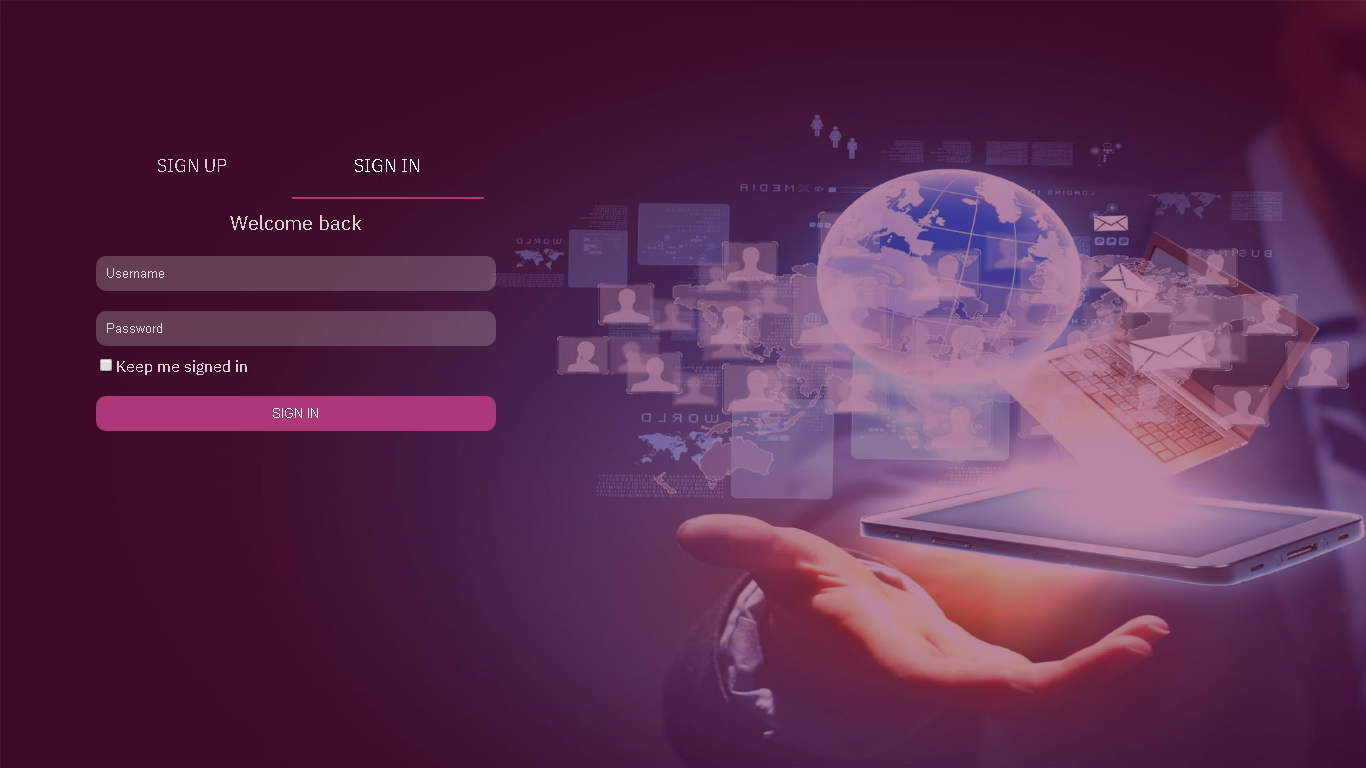 SIGN UP
SIGN IN
Welcome back
Username
Password
Keep me signed in
SIGN IN
MEDIA
WORLD
BUSINESS
WORLD